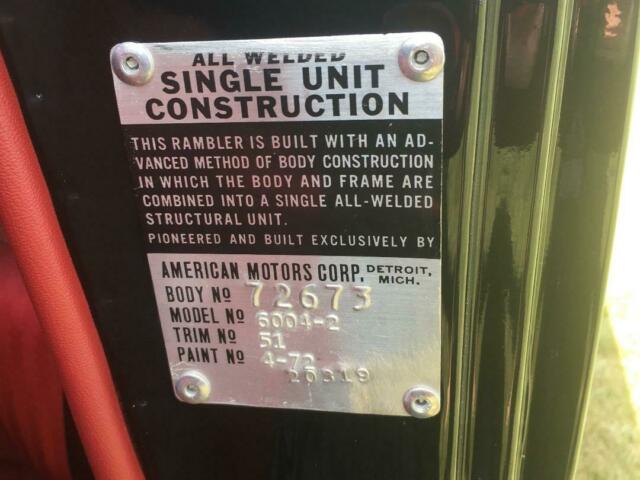 ALL WELDED
SINGLE UNIT
CONSTRUCTION
THIS RAMBLER IS BUILT WITH AN AD-
VANCED METHOD OF BODY CONSTRUCTION
IN WHICH THE BODY AND FRAME ARE
COMBINED INTO A SINGLE ALL-WELDED
STRUCTURAL UNIT.
PIONEERED AND BUILT EXCLUSIVELY BY
AMERICAN MOTORS CORP, DETROIT, MICH.
BODY No 72673
MODEL No 6004-2
TRIM No 51
PAINT No 4-72
20319